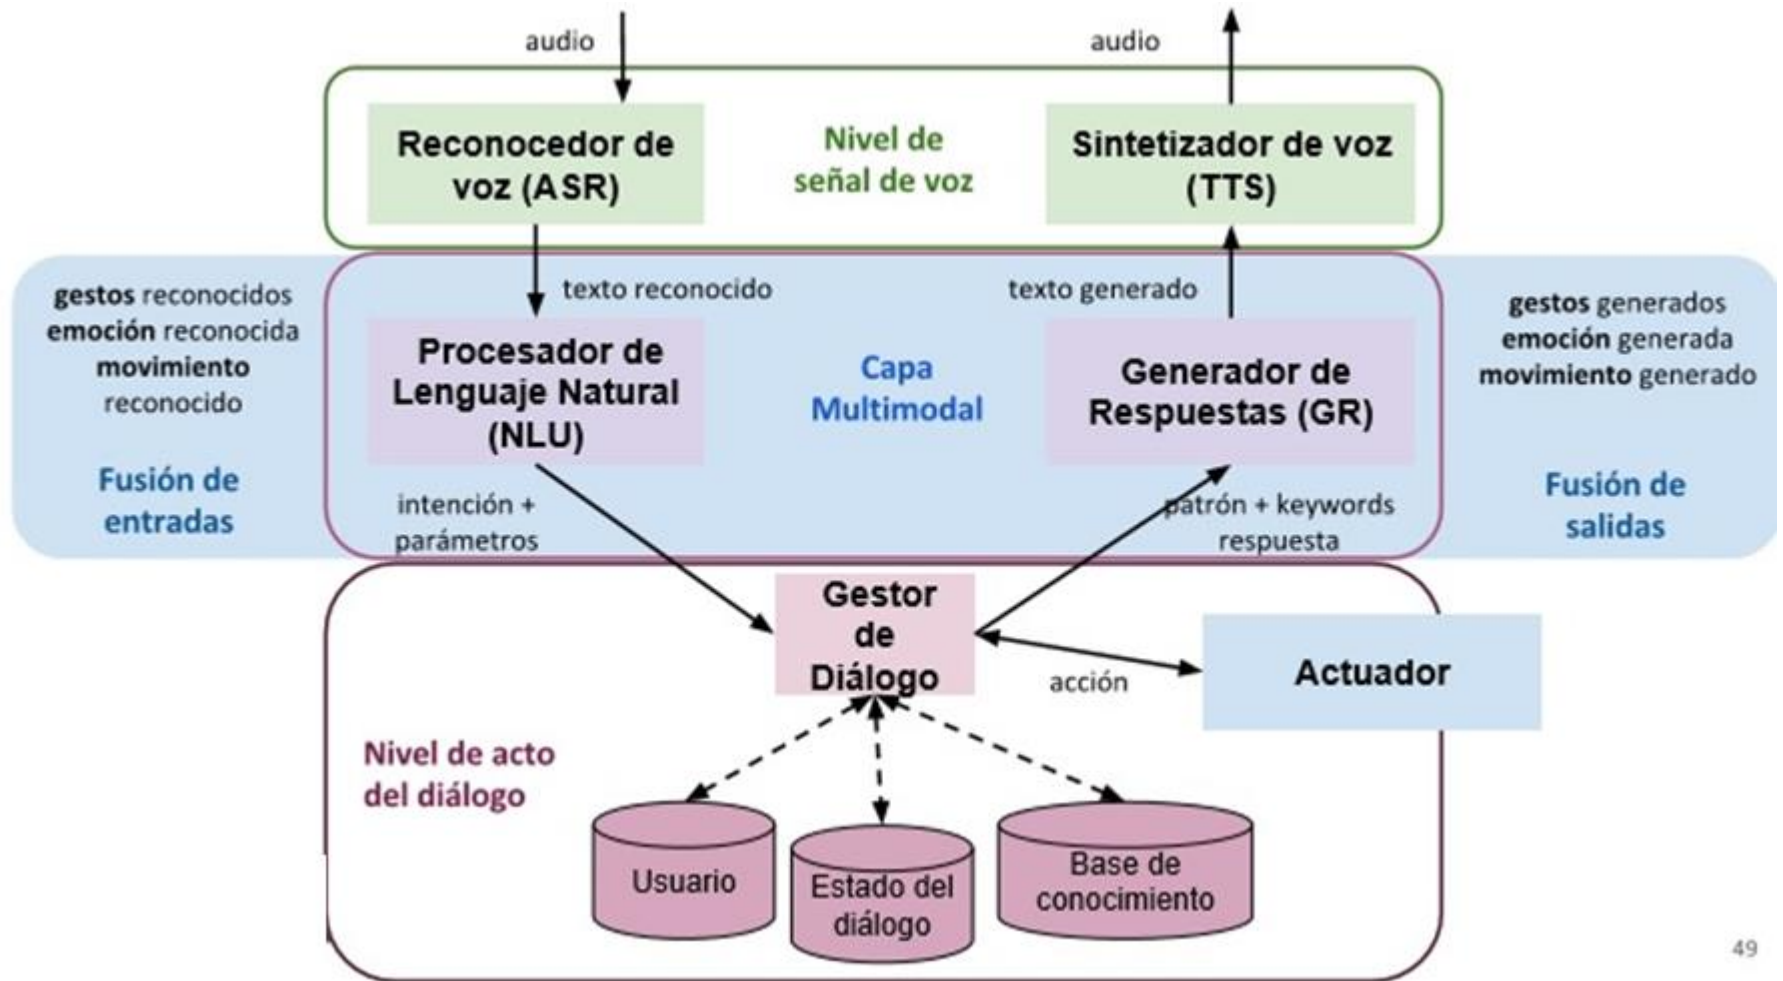 audio
audio
Reconocedor de
voz (ASR)
Nivel de
señal de voz
Sintetizador de voz
(TTS)
gestos reconocidos
emoción reconocida
movimiento
reconocido
Fusión de
entradas
texto reconocido
Procesador de
Lenguaje Natural
(NLU)
intención +
parámetros
Capa
Multimodal
texto generado
Generador de
Respuestas (GR)
patrón + keywords
respuesta
gestos generados
emoción generada
movimiento generado
Fusión de
salidas
Gestor
de
Diálogo
acción
Actuador
Nivel de acto
del diálogo
Usuario
Estado del
diálogo
Base de
conocimiento
49